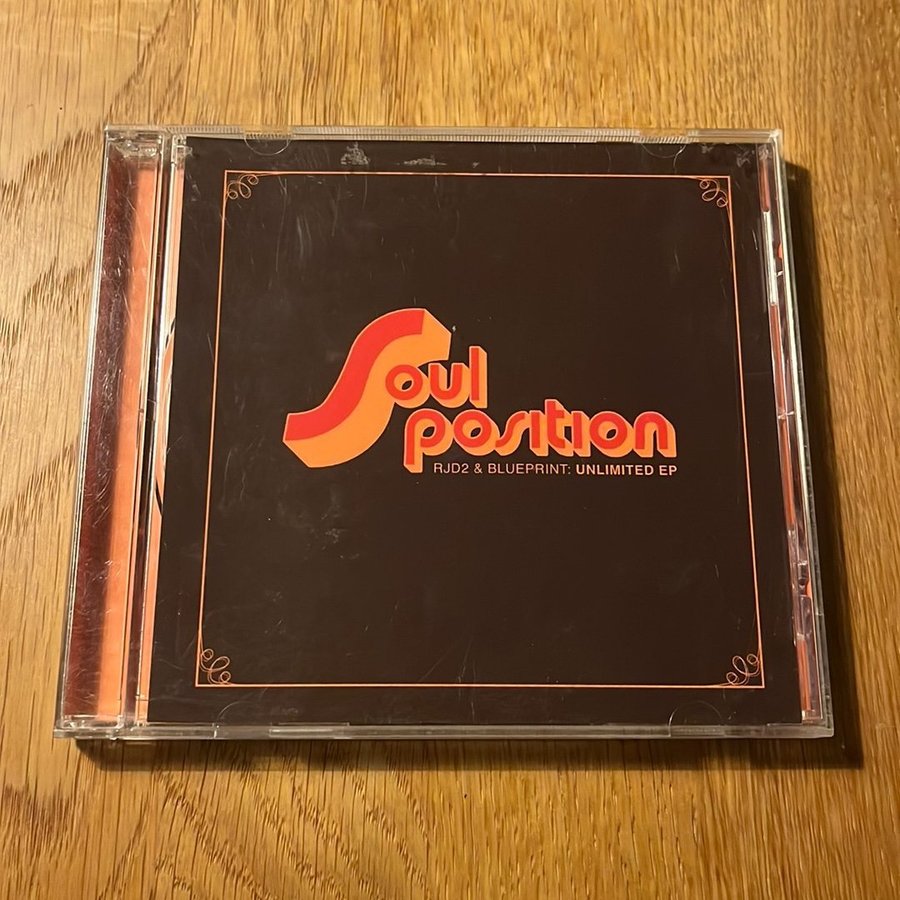 Soul
position
RJD2 & BLUEPRINT: UNLIMITED EP